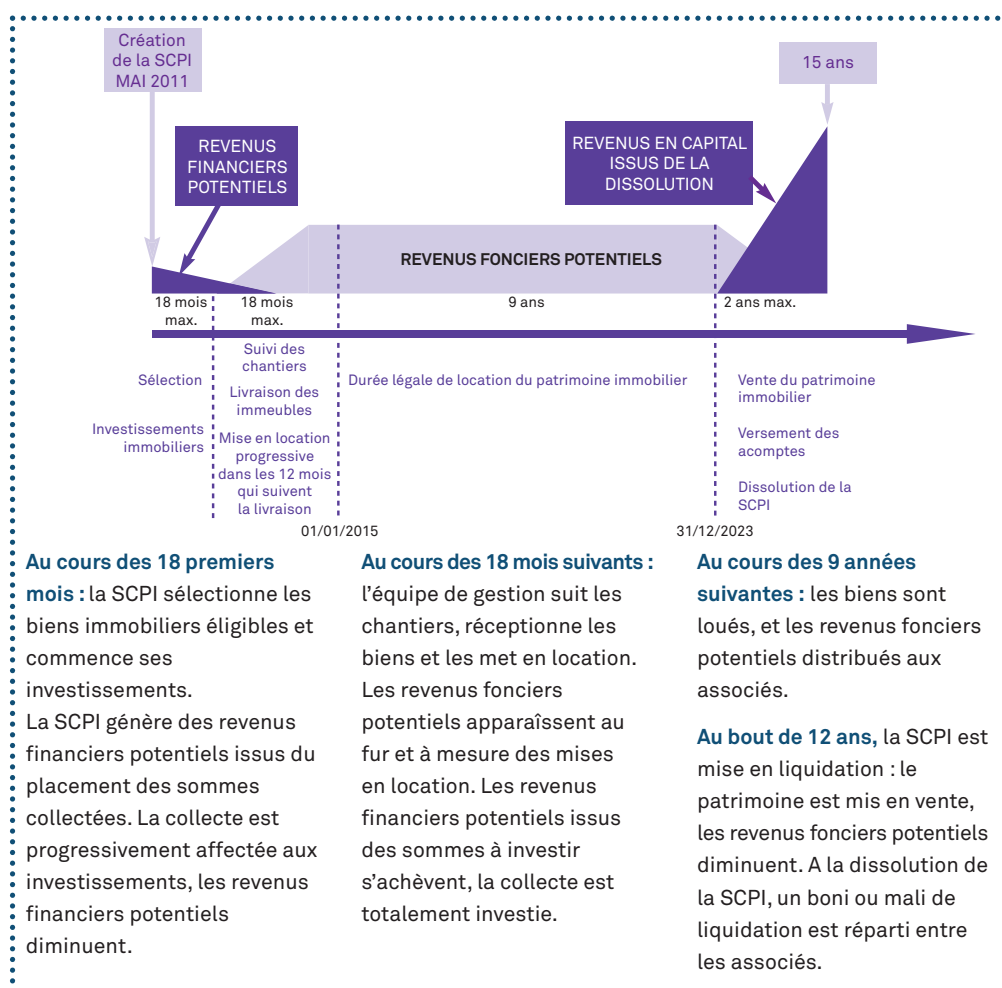 Création
de la SCPI
MAI 2011
15 ans
REVENUS
FINANCIERS
POTENTIELS
REVENUS EN CAPITAL
ISSUS DE LA
DISSOLUTION
REVENUS FONCIERS POTENTIELS
18 mois
max.
18 mois
max.
9 ans
2 ans max.
Sélection
Investissements
immobiliers
Suivi des
chantiers
Livraison des
immeubles
Mise en location
progressive
dans les 12 mois
qui suivent
la livraison
Durée légale de location du patrimoine immobilier
Vente du patrimoine
immobilier
Versement des
acomptes
Dissolution de la
SCPI
01/01/2015
31/12/2023
Au cours des 18 premiers
mois : la SCPI sélectionne les
biens immobiliers éligibles et
commence ses
investissements.
La SCPI génère des revenus
financiers potentiels issus du
placement des sommes
collectées. La collecte est
progressivement affectée aux
investissements, les revenus
financiers potentiels
diminuent.
Au cours des 18 mois suivants :
l’équipe de gestion suit les
chantiers, réceptionne les
biens et les met en location.
Les revenus fonciers
potentiels apparaîssent au
fur et à mesure des mises
en location. Les revenus
financiers potentiels issus
des sommes à investir
s’achèvent, la collecte est
totalement investie.
Au cours des 9 années
suivantes : les biens sont
loués, et les revenus fonciers
potentiels distribués aux
associés.
Au bout de 12 ans, la SCPI est
mise en liquidation : le
patrimoine est mis en vente,
les revenus fonciers potentiels
diminuent. A la dissolution de
la SCPI, un boni ou mali de
liquidation est réparti entre
les associés.